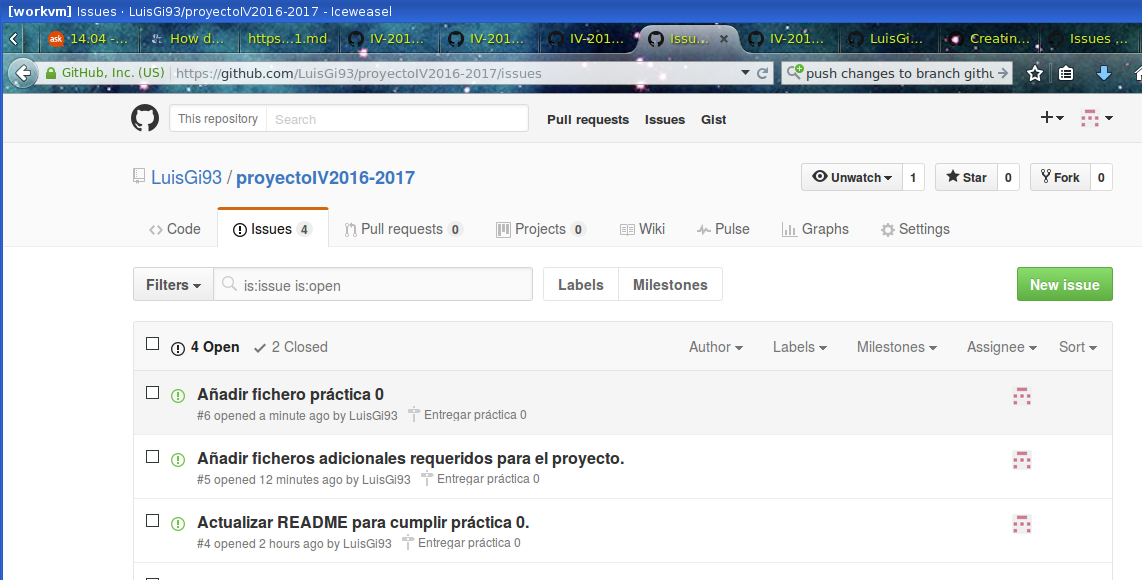 [workvm] Issues · LuisGi93/proyectoIV2016-2017 - Iceweasel
ask 14.04 -... How d... https...1.md IV-201... IV-201... IV-201... Issu... × IV-201... LuisGi... Creatin... Issues ...
GitHub, Inc. (US) https://github.com/LuisGi93/proyectoIV2016-2017/issues push changes to branch githu
This repository Search Pull requests Issues Gist
LuisGi93 / proyectoIV2016-2017 Unwatch 1 Star 0 Fork 0
Code Issues 4 Pull requests 0 Projects 0 Wiki Pulse Graphs Settings
Filters is:issue is:open Labels Milestones New issue
4 Open 2 Closed Author Labels Milestones Assignee Sort
Añadir fichero práctica 0
#6 opened a minute ago by LuisGi93 Entregar práctica 0
Añadir ficheros adicionales requeridos para el proyecto.
#5 opened 12 minutes ago by LuisGi93 Entregar práctica 0
Actualizar README para cumplir práctica 0.
#4 opened 2 hours ago by LuisGi93 Entregar práctica 0